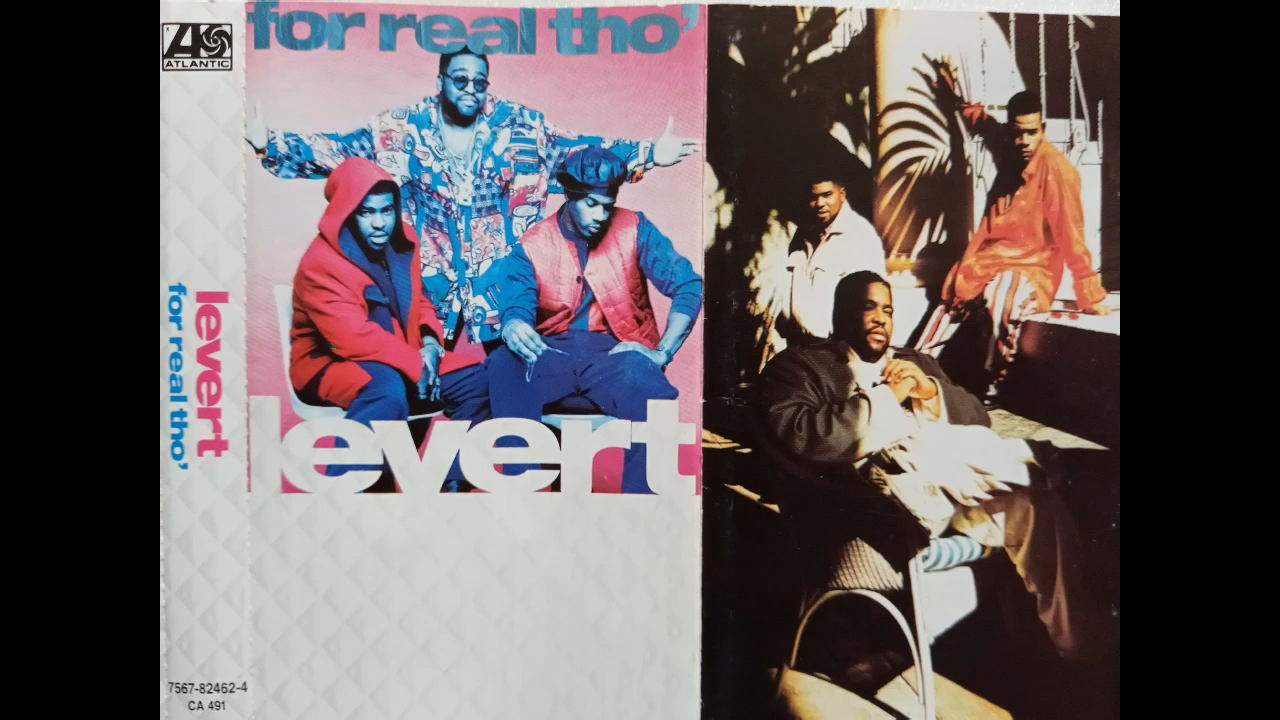 ATLANTIC
levert
for real tho'
7567-82462-4
CA 491
for real tho'
levert